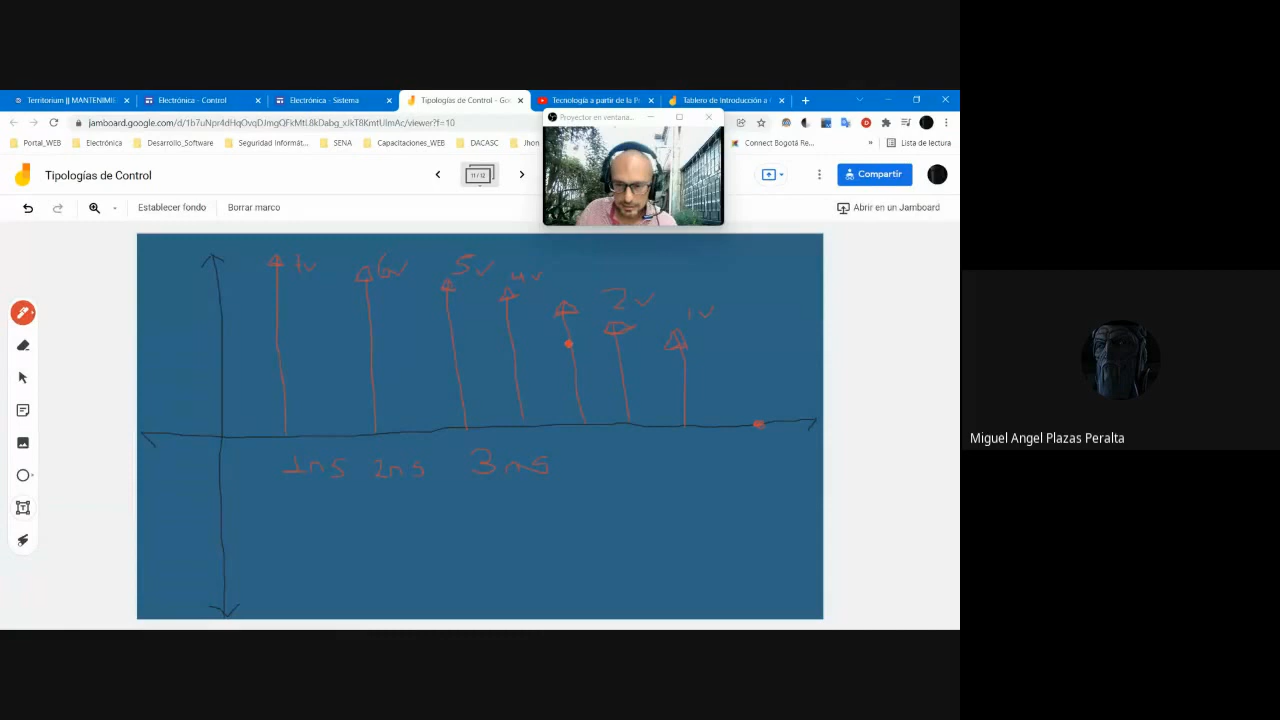 Territorium || MANTENIMIE
Electrónica - Control
Electrónica - Sistema
Tipologías de Control - Go
Tecnología a partir de la P
Tablero de Introducción a
jamboard.google.com/d/1b7uNpr4dHqOvqDJmgQFkMtL8kDabg_xJkT8KmtUlmAc/viewer?f=10
Proyector en ventana...
Portal_WEB
Electrónica
Desarrollo_Software
Seguridad Informát...
SENA
Capacitaciones_WEB
DACASC
Jhon
Connect Bogotá Re...
»
Lista de lectura
Tipologías de Control
11 / 12
Compartir
Establecer fondo
Borrar marco
Abrir en un Jamboard
6v
5v
4v
2v
1v
1ns 2ns 3ns
Miguel Angel Plazas Peralta